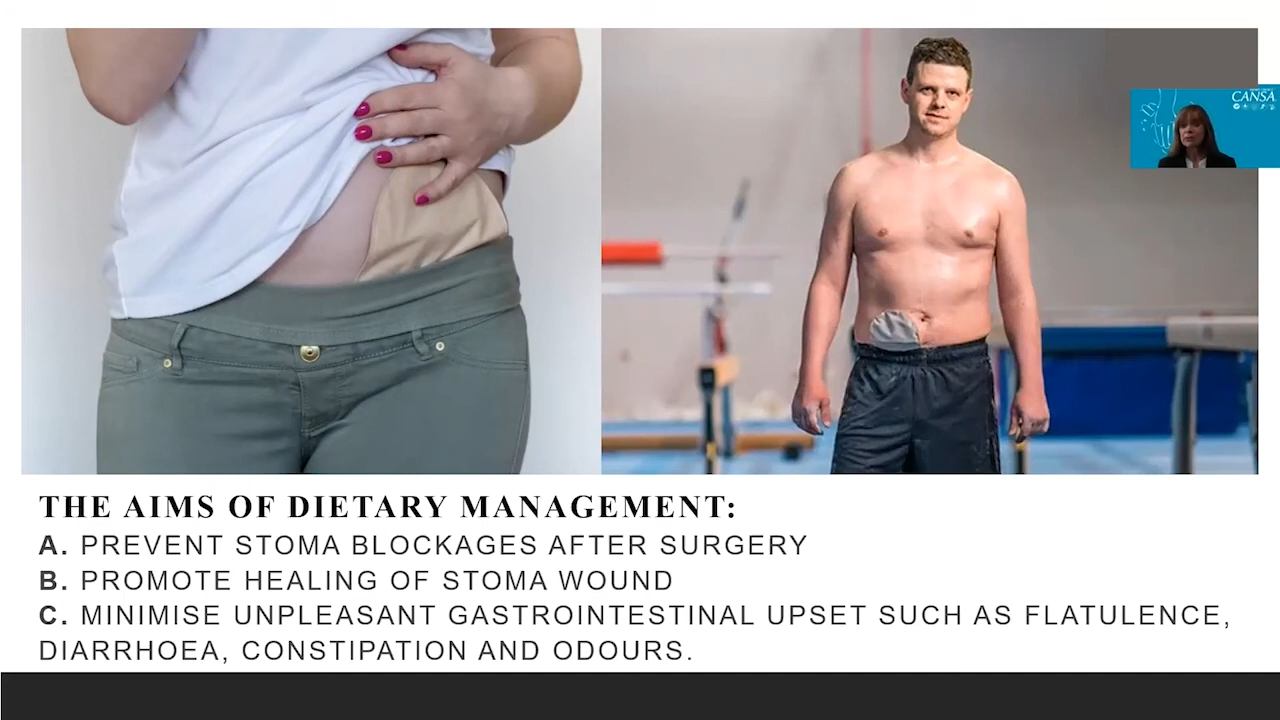 CANSA
THE AIMS OF DIETARY MANAGEMENT:
A. PREVENT STOMA BLOCKAGES AFTER SURGERY
B. PROMOTE HEALING OF STOMA WOUND
C. MINIMISE UNPLEASANT GASTROINTESTINAL UPSET SUCH AS FLATULENCE,
DIARRHOEA, CONSTIPATION AND ODOURS.